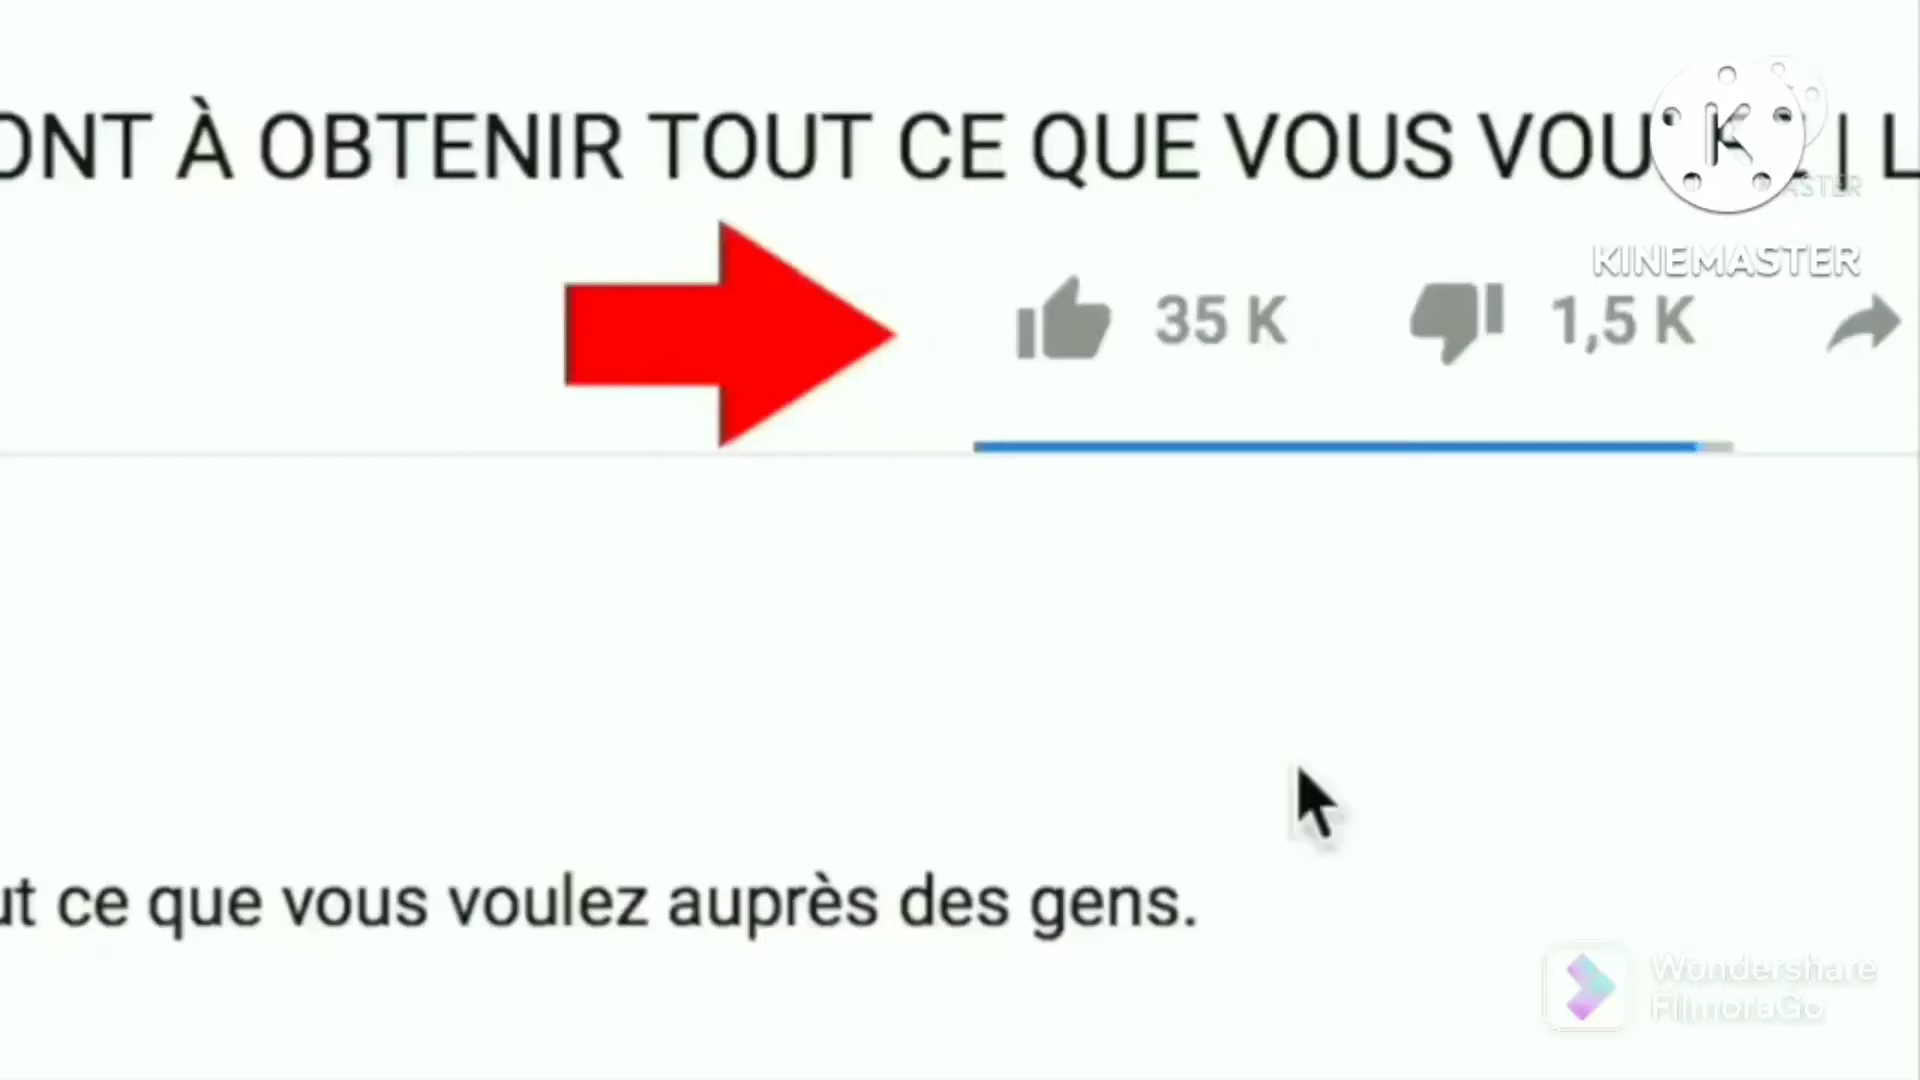 ONT À OBTENIR TOUT CE QUE VOUS VOU | L
K
KINEMASTER
35 K 1,5 K
ut ce que vous voulez auprès des gens.
Wondershare
FilmoraGo